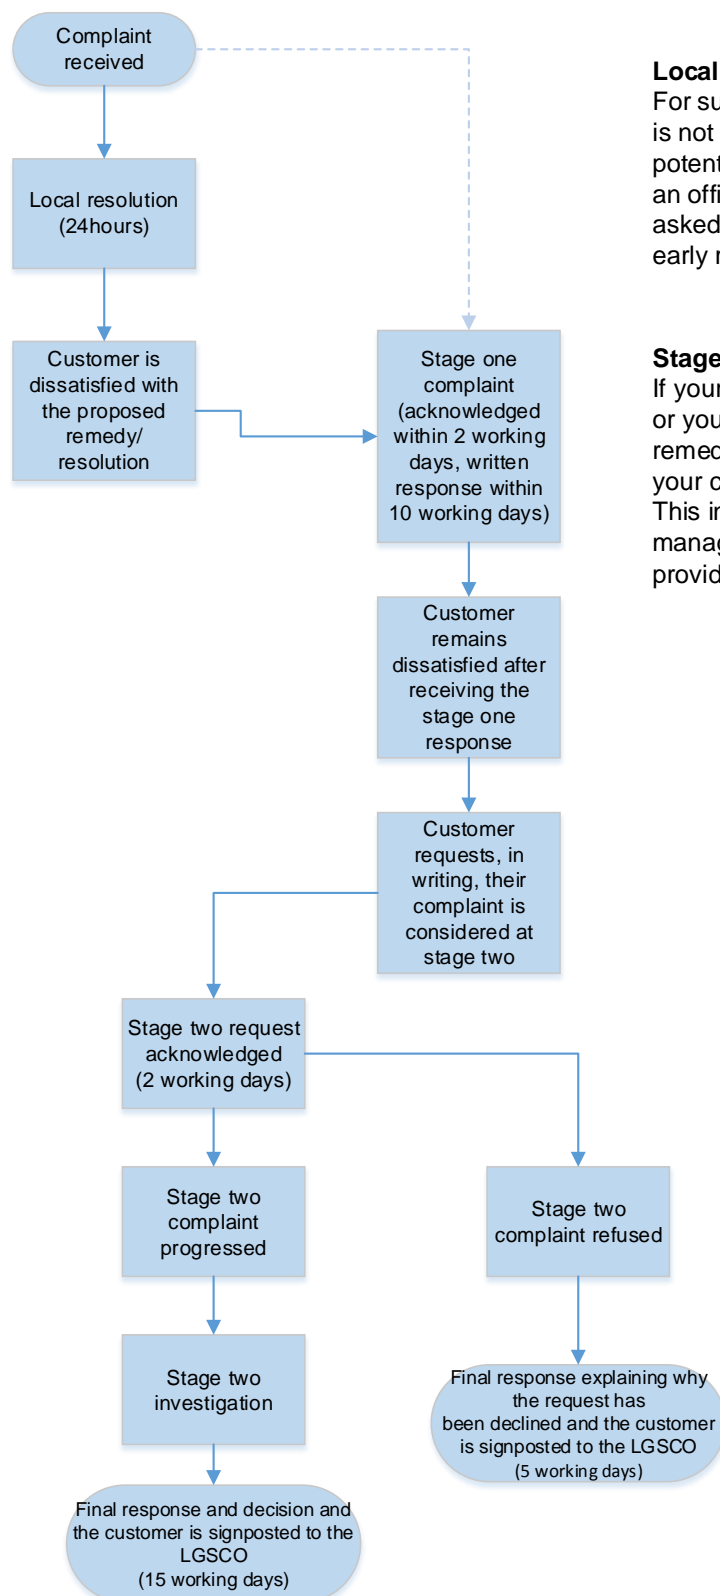 Complaint
received
Local
For su
is not
potent
an offi
asked
early r
Local resolution
(24hours)
Customer is
dissatisfied with
the proposed
remedy/
resolution
Stage one
complaint
(acknowledged
within 2 working
days, written
response within
10 working days)
Stage
If your
or you
remed
your c
This in
manag
provid
Customer
remains
dissatisfied after
receiving the
stage one
response
Customer
requests, in
writing, their
complaint is
considered at
stage two
Stage two request
acknowledged
(2 working days)
Stage two
complaint
progressed
Stage two
complaint refused
Stage two
investigation
Final response explaining why
the request has
been declined and the customer
is signposted to the LGSCO
(5 working days)
Final response and decision and
the customer is signposted to the
LGSCO
(15 working days)